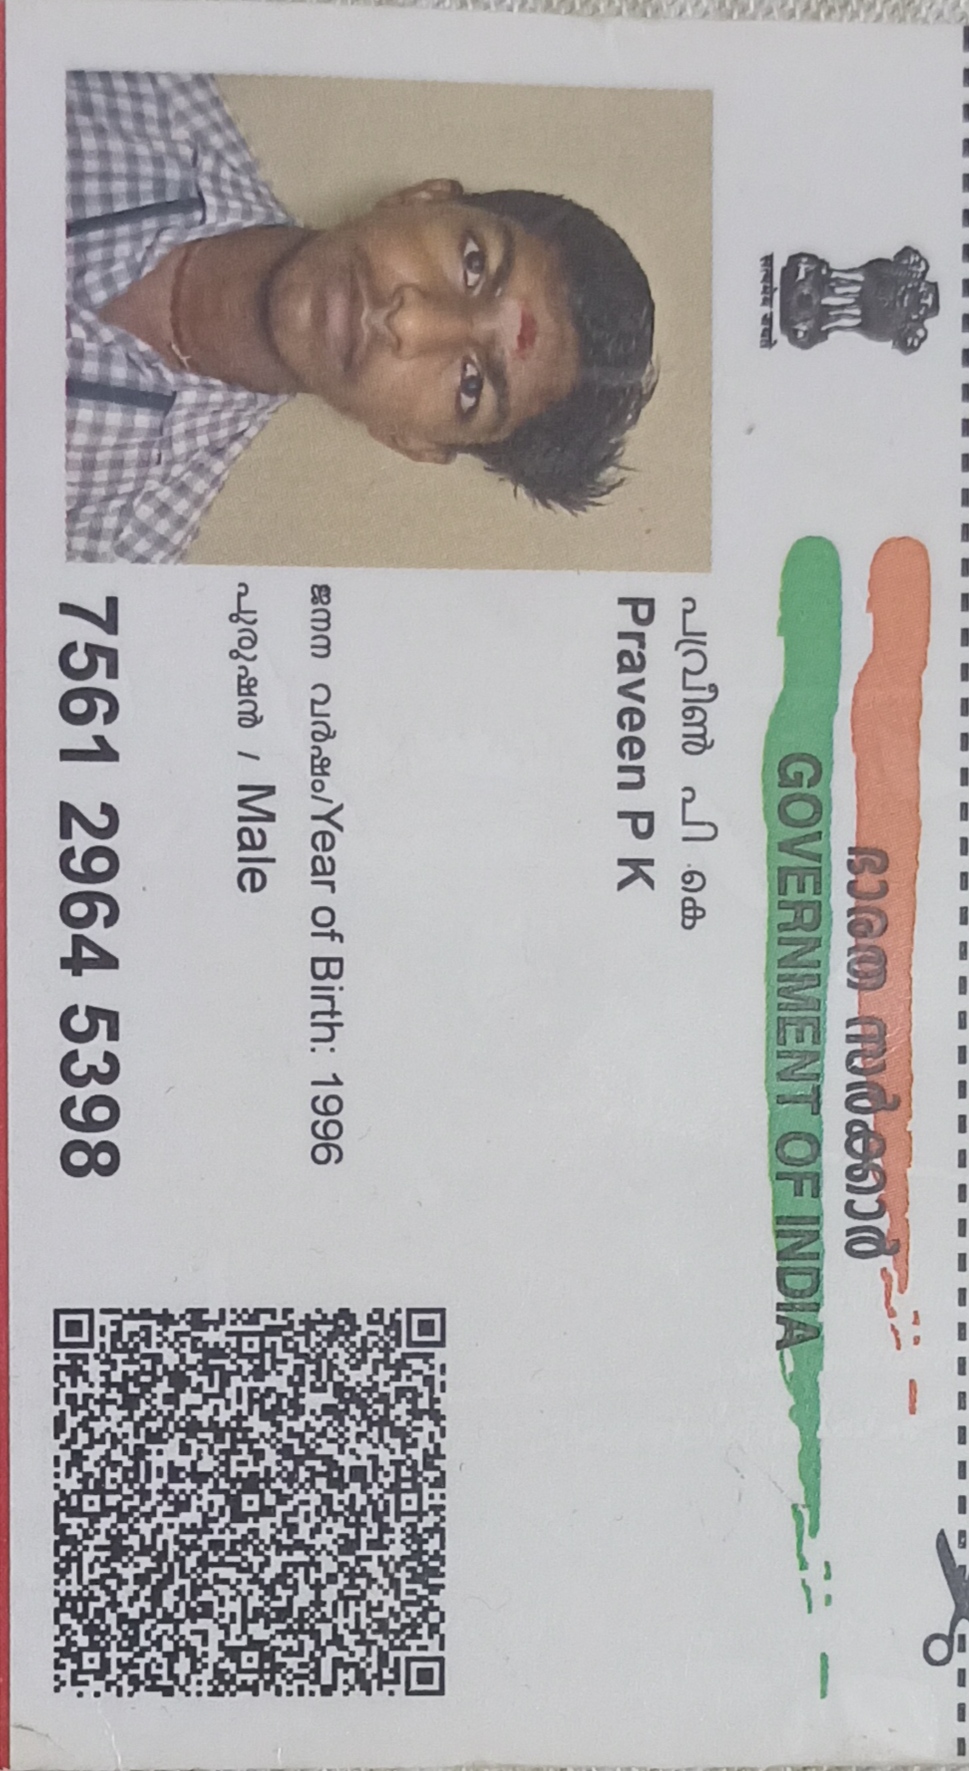 ഭാരത സർക്കാർ
GOVERNMENT OF INDIA
सत्यमेव जयते
പ്രവീൺ പി കെ
Praveen P K
ജനന വർഷം/Year of Birth: 1996
പുരുഷൻ / Male
7561 2964 5398